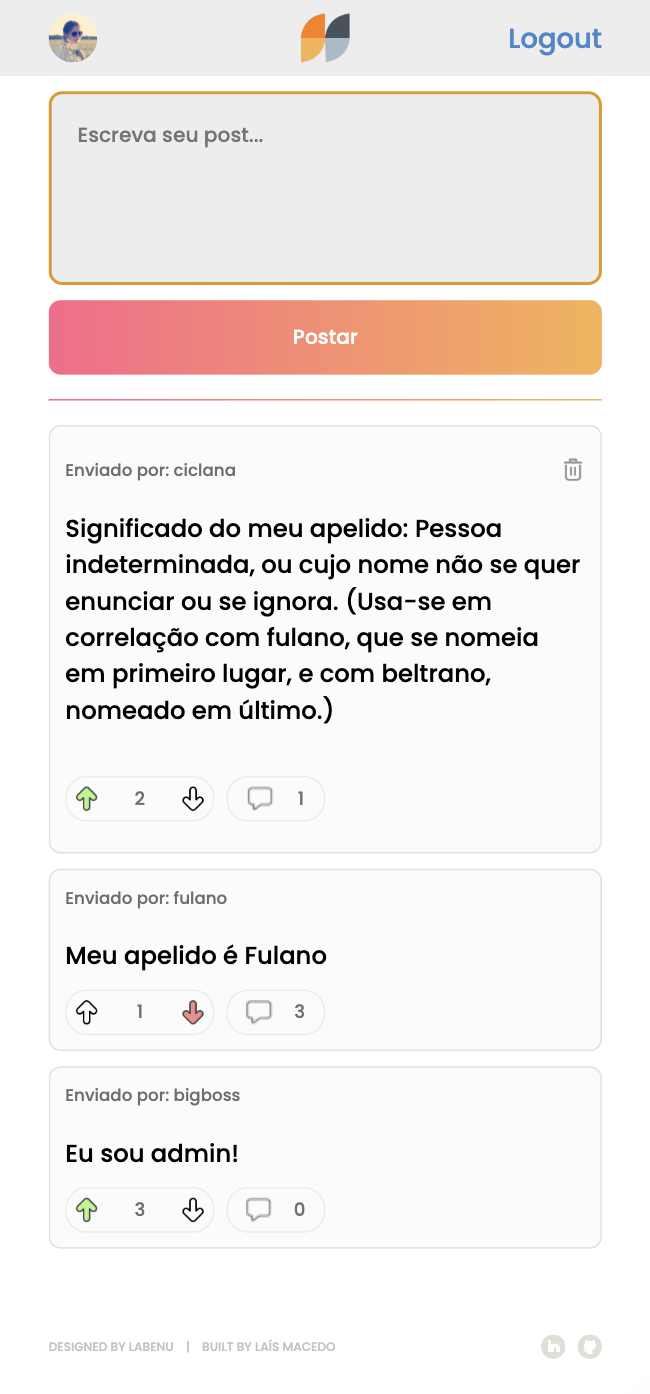 Logout
Escreva seu post...
Postar
Enviado por: ciclana
Significado do meu apelido: Pessoa
indeterminada, ou cujo nome não se quer
enunciar ou se ignora. (Usa-se em
correlação com fulano, que se nomeia
em primeiro lugar, e com beltrano,
nomeado em último.)
2 1
Enviado por: fulano
Meu apelido é Fulano
1 3
Enviado por: bigboss
Eu sou admin!
3 0
DESIGNED BY LABENU | BUILT BY LAÍS MACEDO